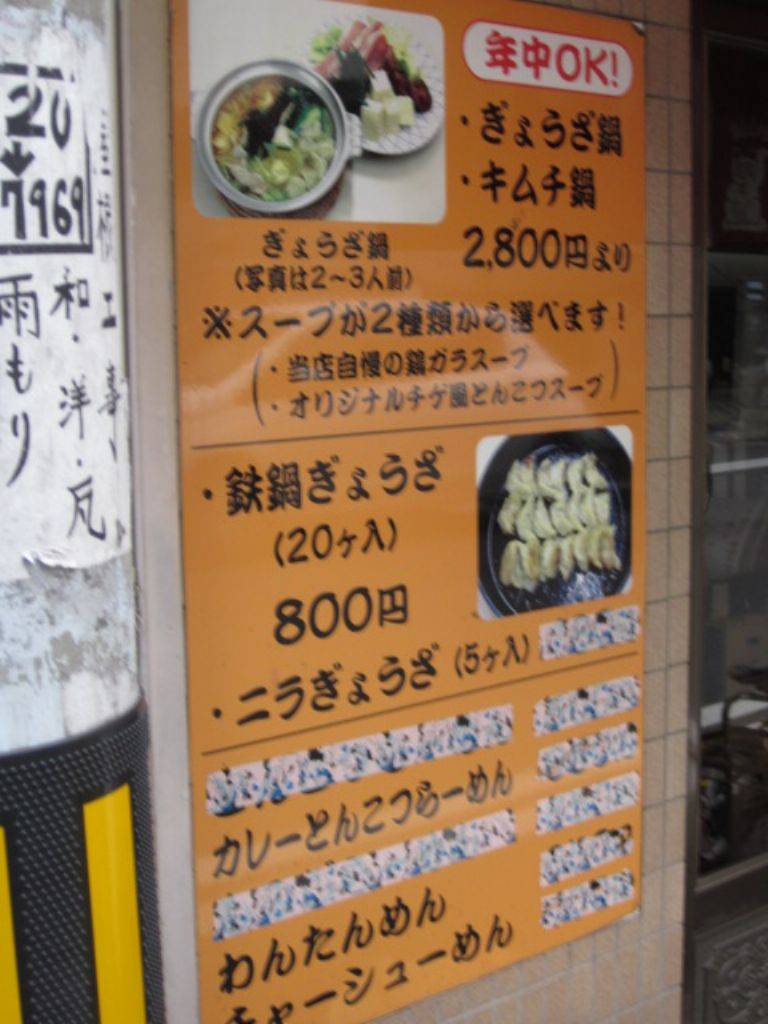 年中OK!
・ぎょうざ鍋
・キムチ鍋
2,800円より
ぎょうざ鍋
(写真は2～3人前)
※スープが2種類から選べます!
・当店自慢の鶏ガラスープ
・オリジナルチゲ風とんこつスープ
・鉄鍋ぎょうざ
(20ヶ入)
800円
・ニラぎょうざ (5ヶ入)
カレーとんこつらーめん
わんたんめん
チャーシューめん
20
7969
和・洋・瓦
雨もり